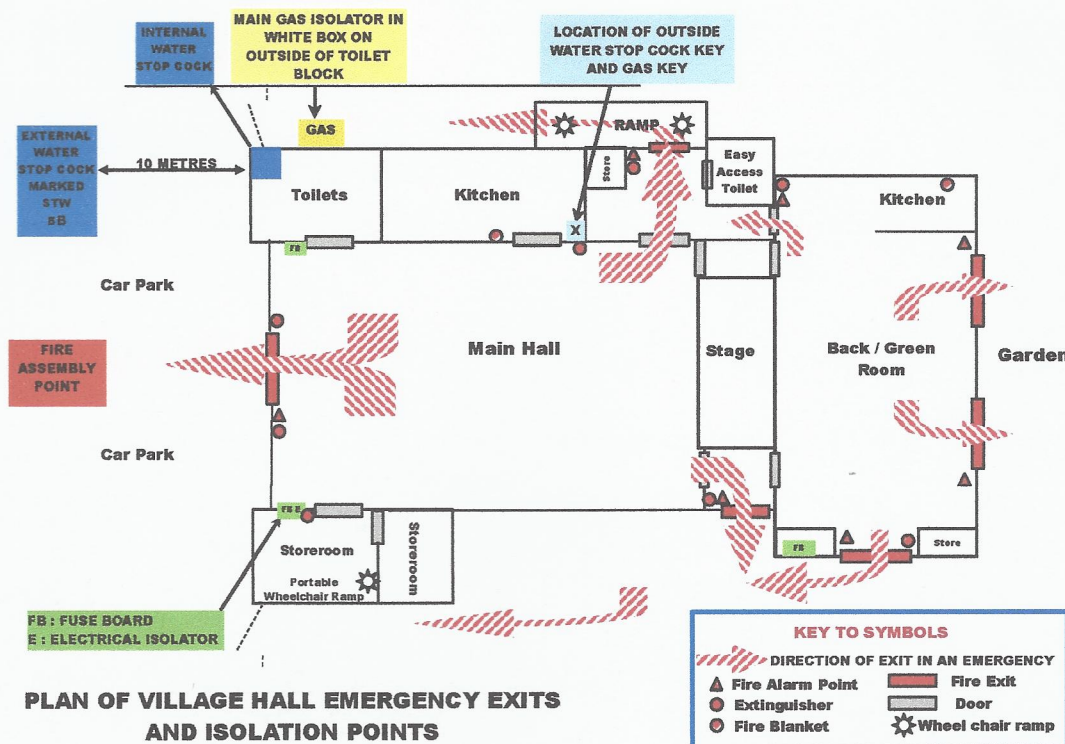 INTERNAL
WATER
STOP COCK
MAIN GAS ISOLATOR IN
WHITE BOX ON
OUTSIDE OF TOILET
BLOCK
LOCATION OF OUTSIDE
WATER STOP COCK KEY
AND GAS KEY
GAS
RAMP
EXTERNAL
WATER
STOP COCK
MARKED
STW
SB
10 METRES
Toilets
Kitchen
Store
Easy
Access
Toilet
Kitchen
X
FB
Car Park
FIRE
ASSEMBLY
POINT
Main Hall
Stage
Back / Green
Room
Garden
Car Park
FB E
Storeroom
Portable
Wheelchair Ramp
Storeroom
FB
Store
FB : FUSE BOARD
E : ELECTRICAL ISOLATOR
PLAN OF VILLAGE HALL EMERGENCY EXITS
AND ISOLATION POINTS
KEY TO SYMBOLS
DIRECTION OF EXIT IN AN EMERGENCY
Fire Alarm Point
Fire Exit
Extinguisher
Door
Fire Blanket
Wheel chair ramp